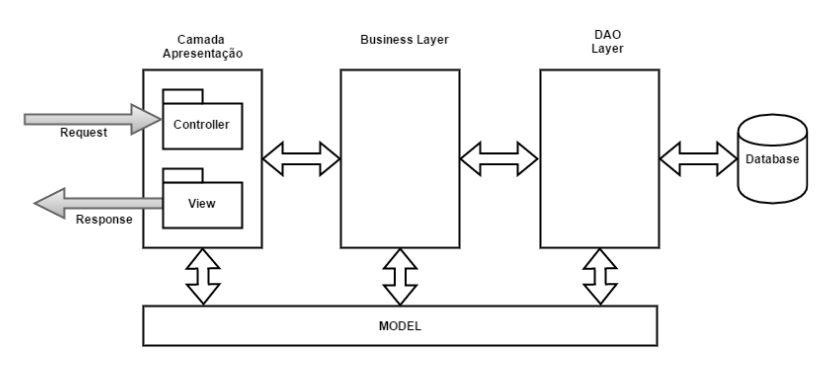 Camada
Apresentação
Business Layer
DAO
Layer
Request
Controller
Database
View
Response
MODEL